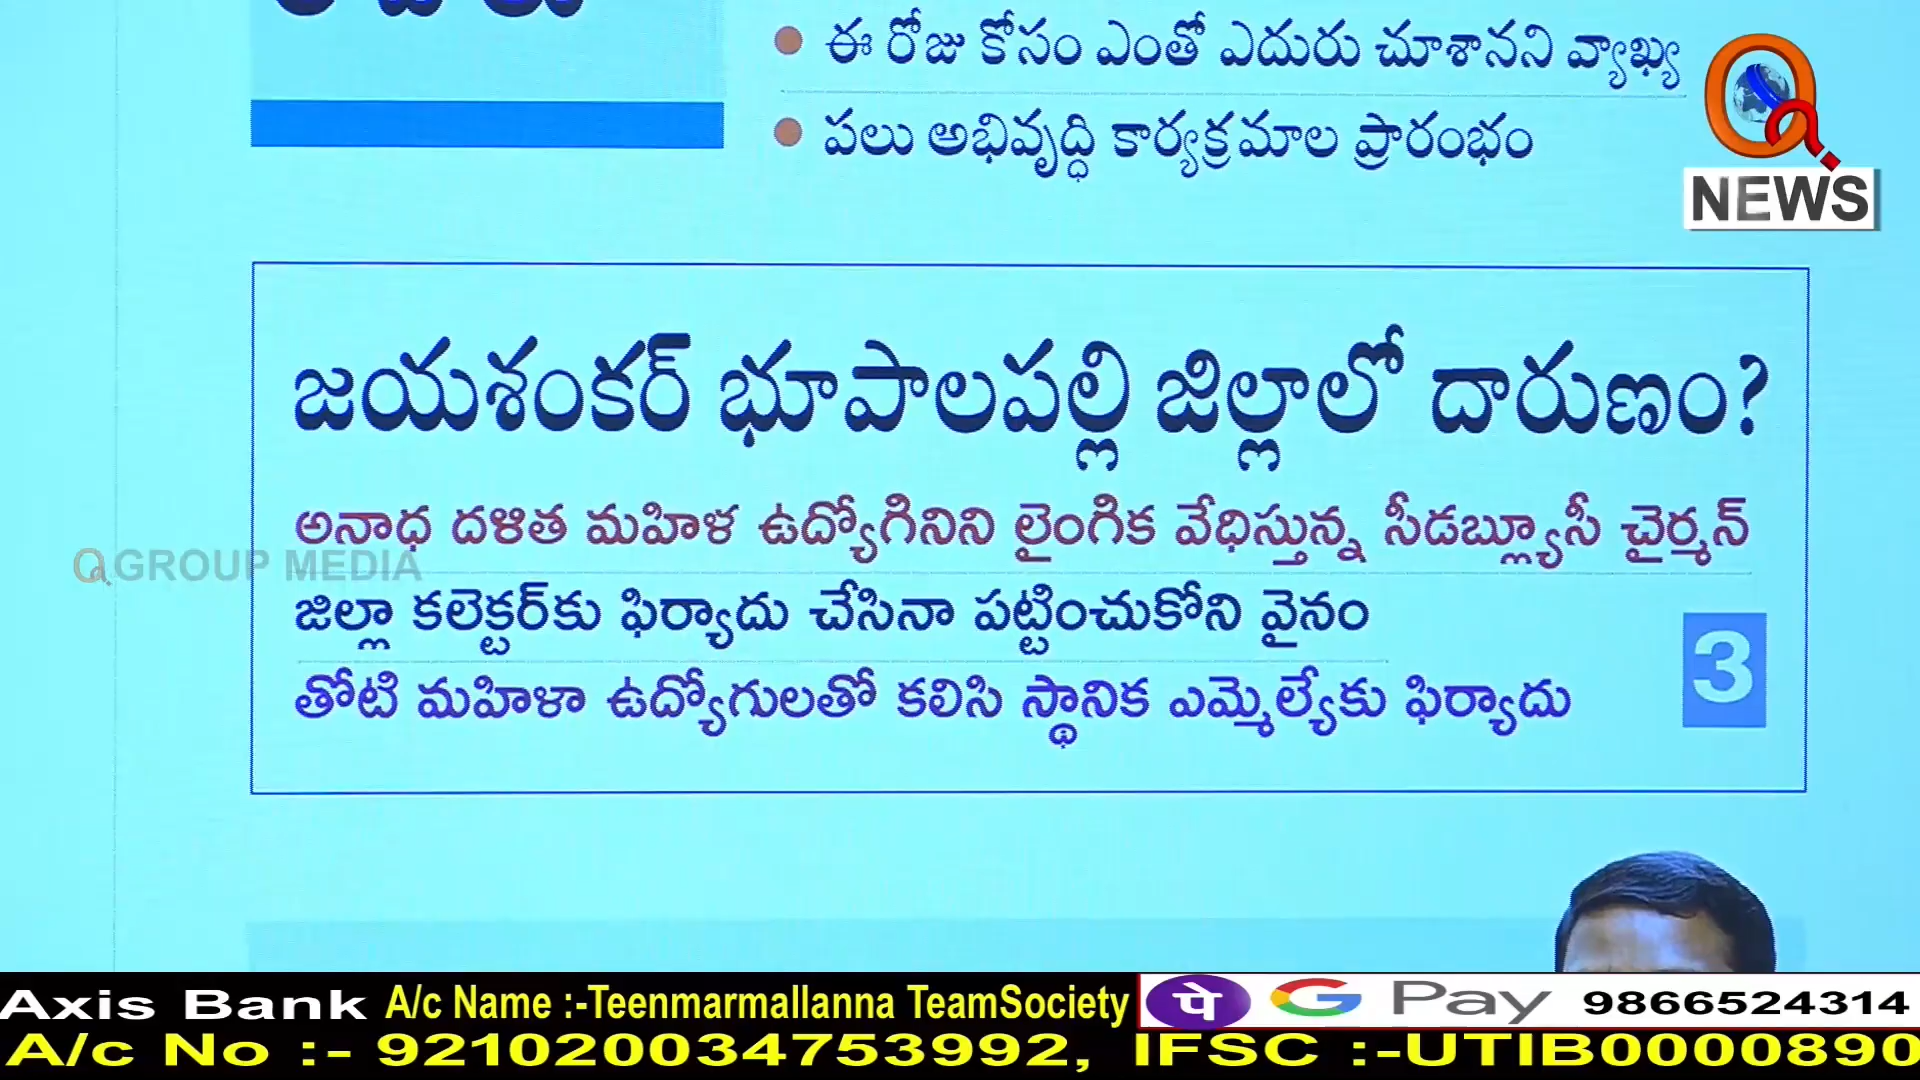 ఈ రోజు కోసం ఎంతో ఎదురు చూశానని వ్యాఖ్య
పలు అభివృద్ధి కార్యక్రమాల ప్రారంభం
Q NEWS
జయశంకర్ భూపాలపల్లి జిల్లాలో దారుణం?
అనాధ దళిత మహిళ ఉద్యోగినిని లైంగిక వేధిస్తున్న సీడబ్ల్యూసీ చైర్మన్
Q GROUP MEDIA
జిల్లా కలెక్టర్‌కు ఫిర్యాదు చేసినా పట్టించుకోని వైనం
తోటి మహిళా ఉద్యోగులతో కలిసి స్థానిక ఎమ్మెల్యేకు ఫిర్యాదు
3
Axis Bank A/c Name :-Teenmarmallanna TeamSociety
पे G Pay 9866524314
A/c No :- 921020034753992, IFSC :-UTIB0000890